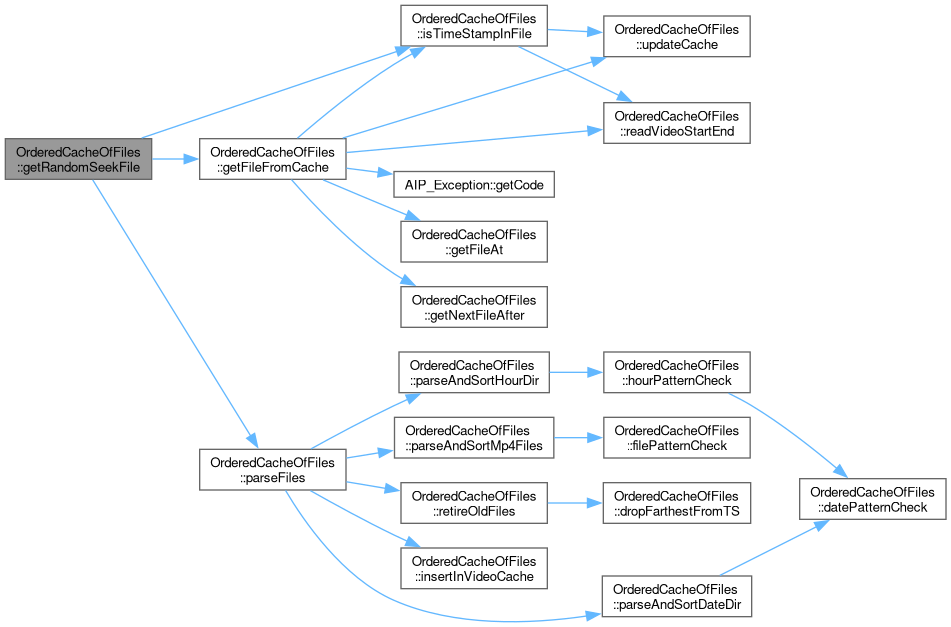 OrderedCacheOfFiles
::getRandomSeekFile
OrderedCacheOfFiles
::isTimeStampInFile
OrderedCacheOfFiles
::updateCache
OrderedCacheOfFiles
::readVideoStartEnd
OrderedCacheOfFiles
::getFileFromCache
AIP_Exception::getCode
OrderedCacheOfFiles
::getFileAt
OrderedCacheOfFiles
::getNextFileAfter
OrderedCacheOfFiles
::parseFiles
OrderedCacheOfFiles
::parseAndSortHourDir
OrderedCacheOfFiles
::hourPatternCheck
OrderedCacheOfFiles
::parseAndSortMp4Files
OrderedCacheOfFiles
::filePatternCheck
OrderedCacheOfFiles
::retireOldFiles
OrderedCacheOfFiles
::dropFarthestFromTS
OrderedCacheOfFiles
::datePatternCheck
OrderedCacheOfFiles
::insertInVideoCache
OrderedCacheOfFiles
::parseAndSortDateDir